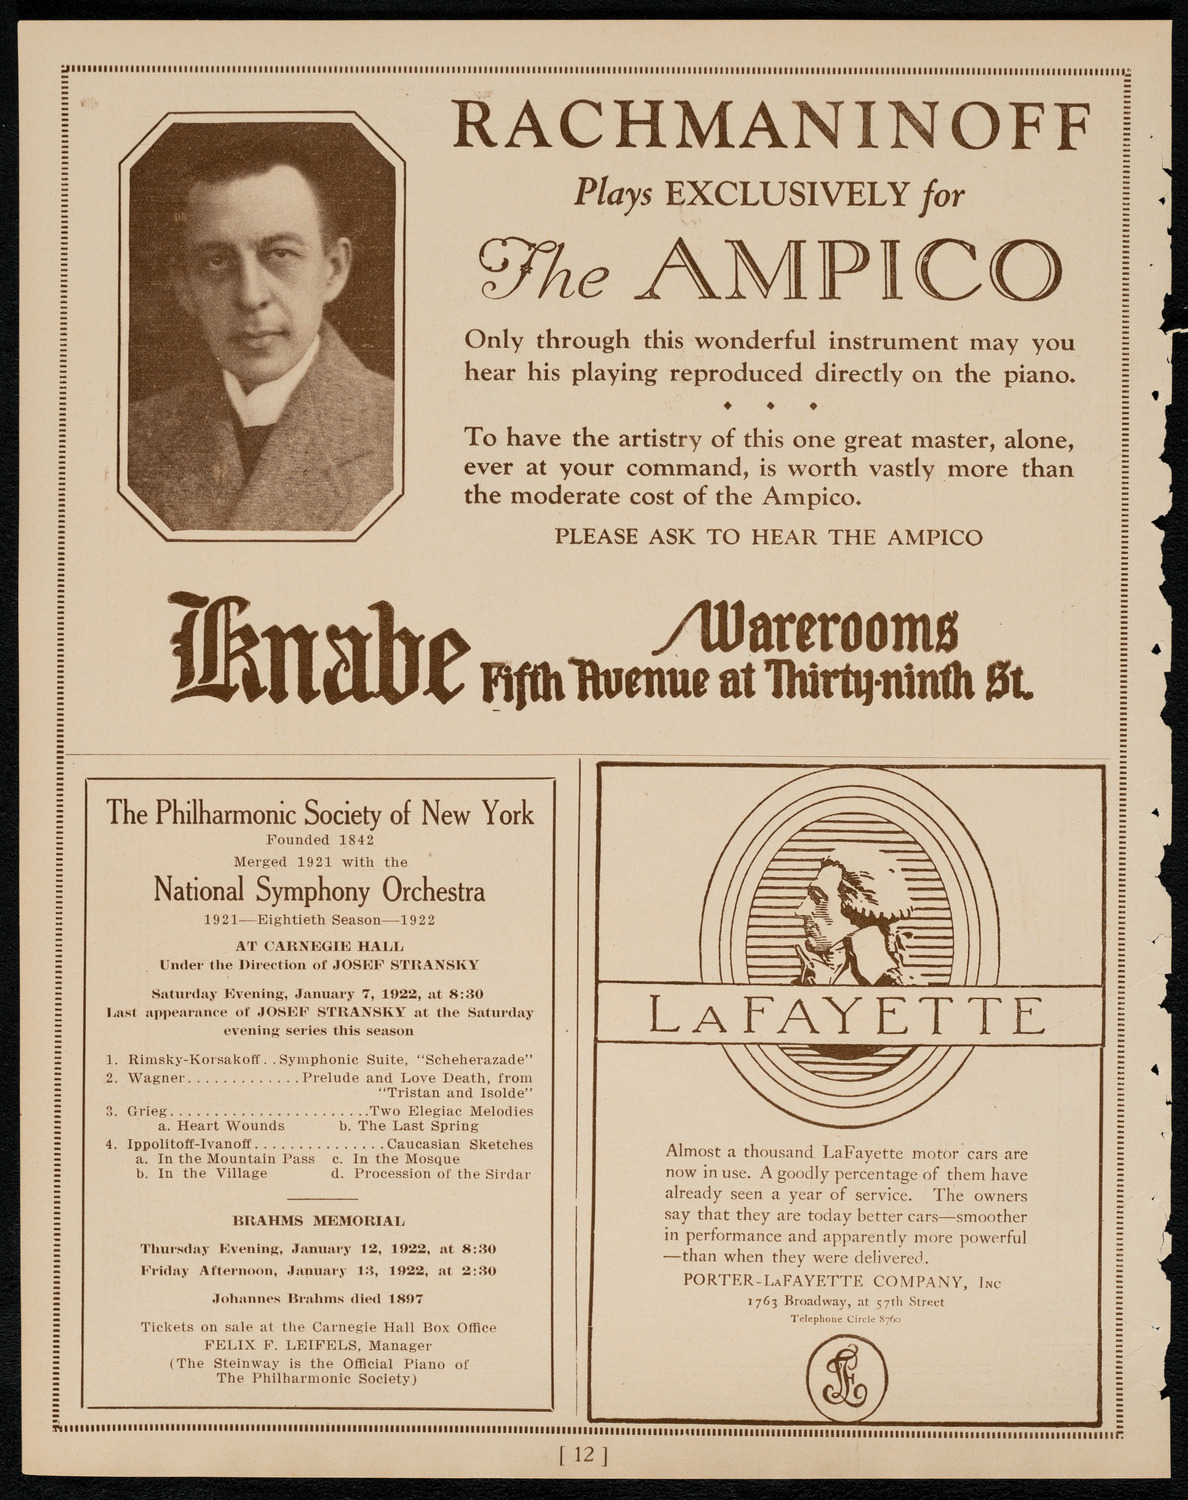 RACHMANINOFF
Plays EXCLUSIVELY for
The AMPICO
Only through this wonderful instrument may you
hear his playing reproduced directly on the piano.
To have the artistry of this one great master, alone,
ever at your command, is worth vastly more than
the moderate cost of the Ampico.
PLEASE ASK TO HEAR THE AMPICO
Knabe Warerooms
Fifth Avenue at Thirty-ninth St.
The Philharmonic Society of New York
Founded 1842
Merged 1921 with the
National Symphony Orchestra
1921—Eightieth Season—1922
AT CARNEGIE HALL
Under the Direction of JOSEF STRANSKY
Saturday Evening, January 7, 1922, at 8:30
Last appearance of JOSEF STRANSKY at the Saturday
evening series this season
1. Rimsky-Korsakoff..Symphonic Suite, "Scheherazade"
2. Wagner.............Prelude and Love Death, from
"Tristan and Isolde"
3. Grieg.......................Two Elegiac Melodies
a. Heart Wounds b. The Last Spring
4. Ippolitoff-Ivanoff...............Caucasian Sketches
a. In the Mountain Pass c. In the Mosque
b. In the Village d. Procession of the Sirdar
BRAHMS MEMORIAL
Thursday Evening, January 12, 1922, at 8:30
Friday Afternoon, January 13, 1922, at 2:30
Johannes Brahms died 1897
Tickets on sale at the Carnegie Hall Box Office
FELIX F. LEIFELS, Manager
(The Steinway is the Official Piano of
The Philharmonic Society)
LAFAYETTE
Almost a thousand LaFayette motor cars are
now in use. A goodly percentage of them have
already seen a year of service. The owners
say that they are today better cars—smoother
in performance and apparently more powerful
—than when they were delivered.
PORTER-LAFAYETTE COMPANY, INC
1763 Broadway, at 57th Street
Telephone Circle 8760
[ 12 ]